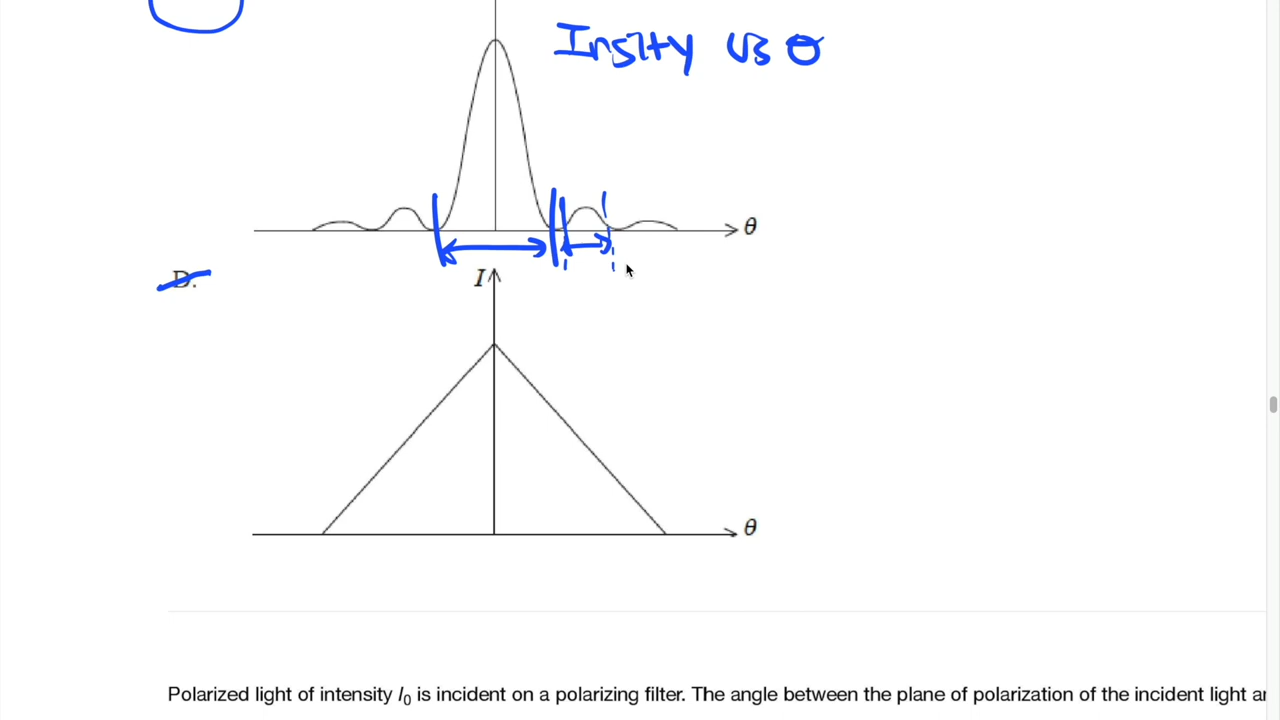 Insity vs θ
θ
D.
I
θ
Polarized light of intensity I0 is incident on a polarizing filter. The angle between the plane of polarization of the incident light